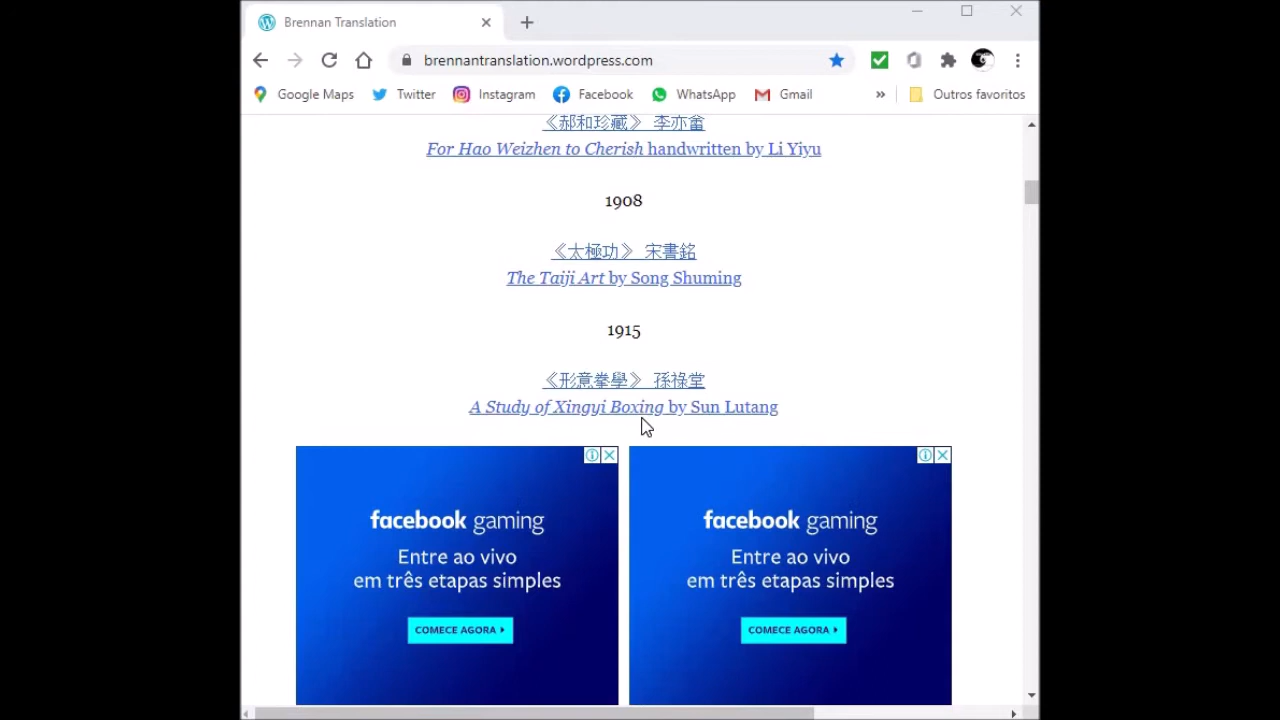 Brennan Translation
brennantranslation.wordpress.com
Google Maps Twitter Instagram Facebook WhatsApp Gmail » Outros favoritos
《郝和珍藏》 李亦畬
For Hao Weizhen to Cherish handwritten by Li Yiyu
1908
《太極功》 宋書銘
The Taiji Art by Song Shuming
1915
《形意拳學》 孫祿堂
A Study of Xingyi Boxing by Sun Lutang
facebook gaming
Entre ao vivo
em três etapas simples
COMECE AGORA
facebook gaming
Entre ao vivo
em três etapas simples
COMECE AGORA